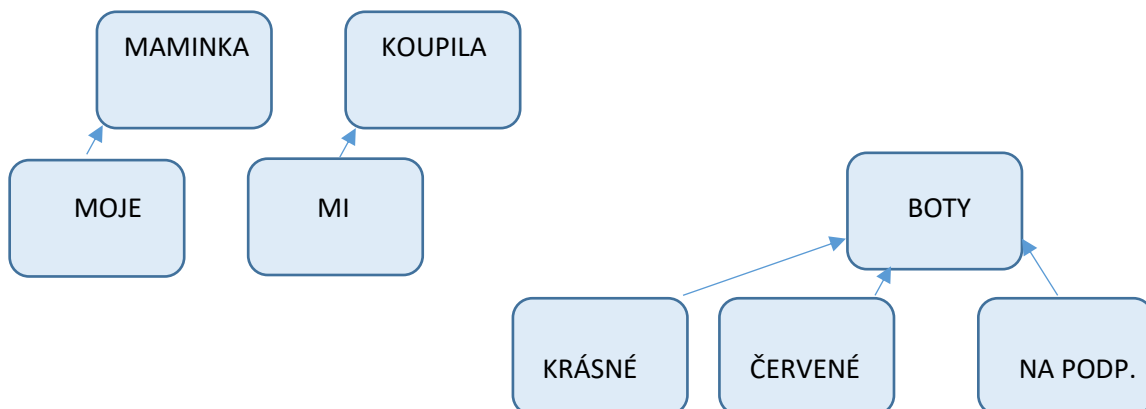 MAMINKA
KOUPILA
MOJE
MI
BOTY
KRÁSNÉ
ČERVENÉ
NA PODP.